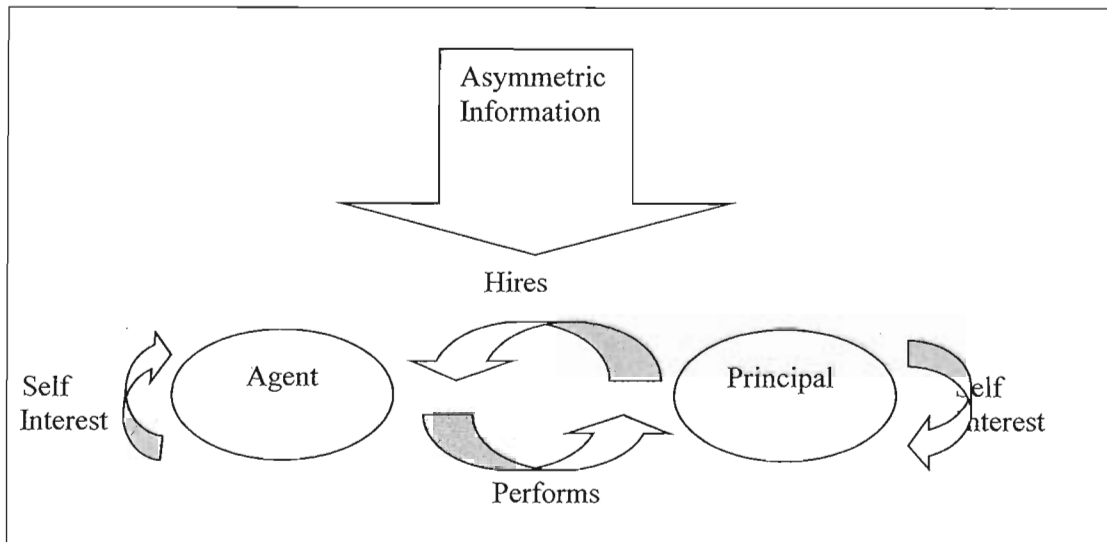 Asymmetric
Information
Hires
Agent
Principal
Self
Interest
Self
Interest
Performs